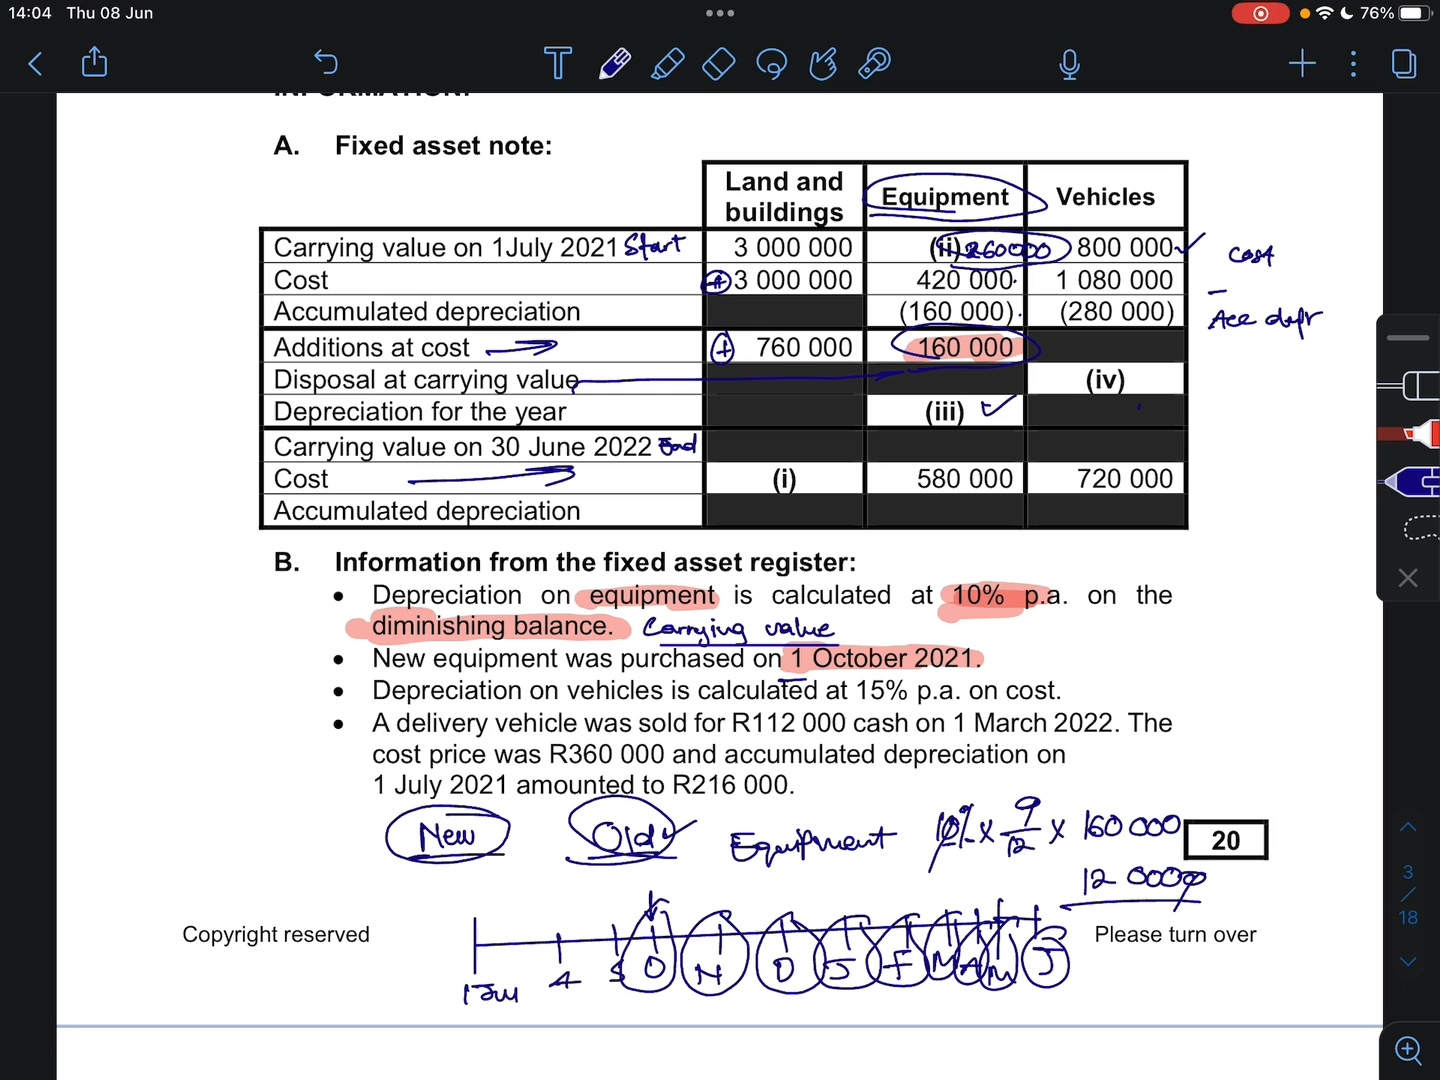 14:04 Thu 08 Jun
76%
A. Fixed asset note:
Land and buildings Equipment Vehicles
Carrying value on 1July 2021 Start 3 000 000 (ii) 260000 800 000 Cost
Cost + 3 000 000 420 000 1 080 000 -
Accumulated depreciation (160 000) (280 000) Acc depr
Additions at cost + 760 000 160 000
Disposal at carrying value (iv)
Depreciation for the year (iii)
Carrying value on 30 June 2022 End
Cost (i) 580 000 720 000
Accumulated depreciation
B. Information from the fixed asset register:
• Depreciation on equipment is calculated at 10% p.a. on the
diminishing balance. Carrying value
• New equipment was purchased on 1 October 2021.
• Depreciation on vehicles is calculated at 15% p.a. on cost.
• A delivery vehicle was sold for R112 000 cash on 1 March 2022. The
cost price was R360 000 and accumulated depreciation on
1 July 2021 amounted to R216 000.
New Old Equipment 10% x 9/12 x 160 000
20
12 000
Copyright reserved
Please turn over
1 Jul A S O N D J F M A M J
3
/
18